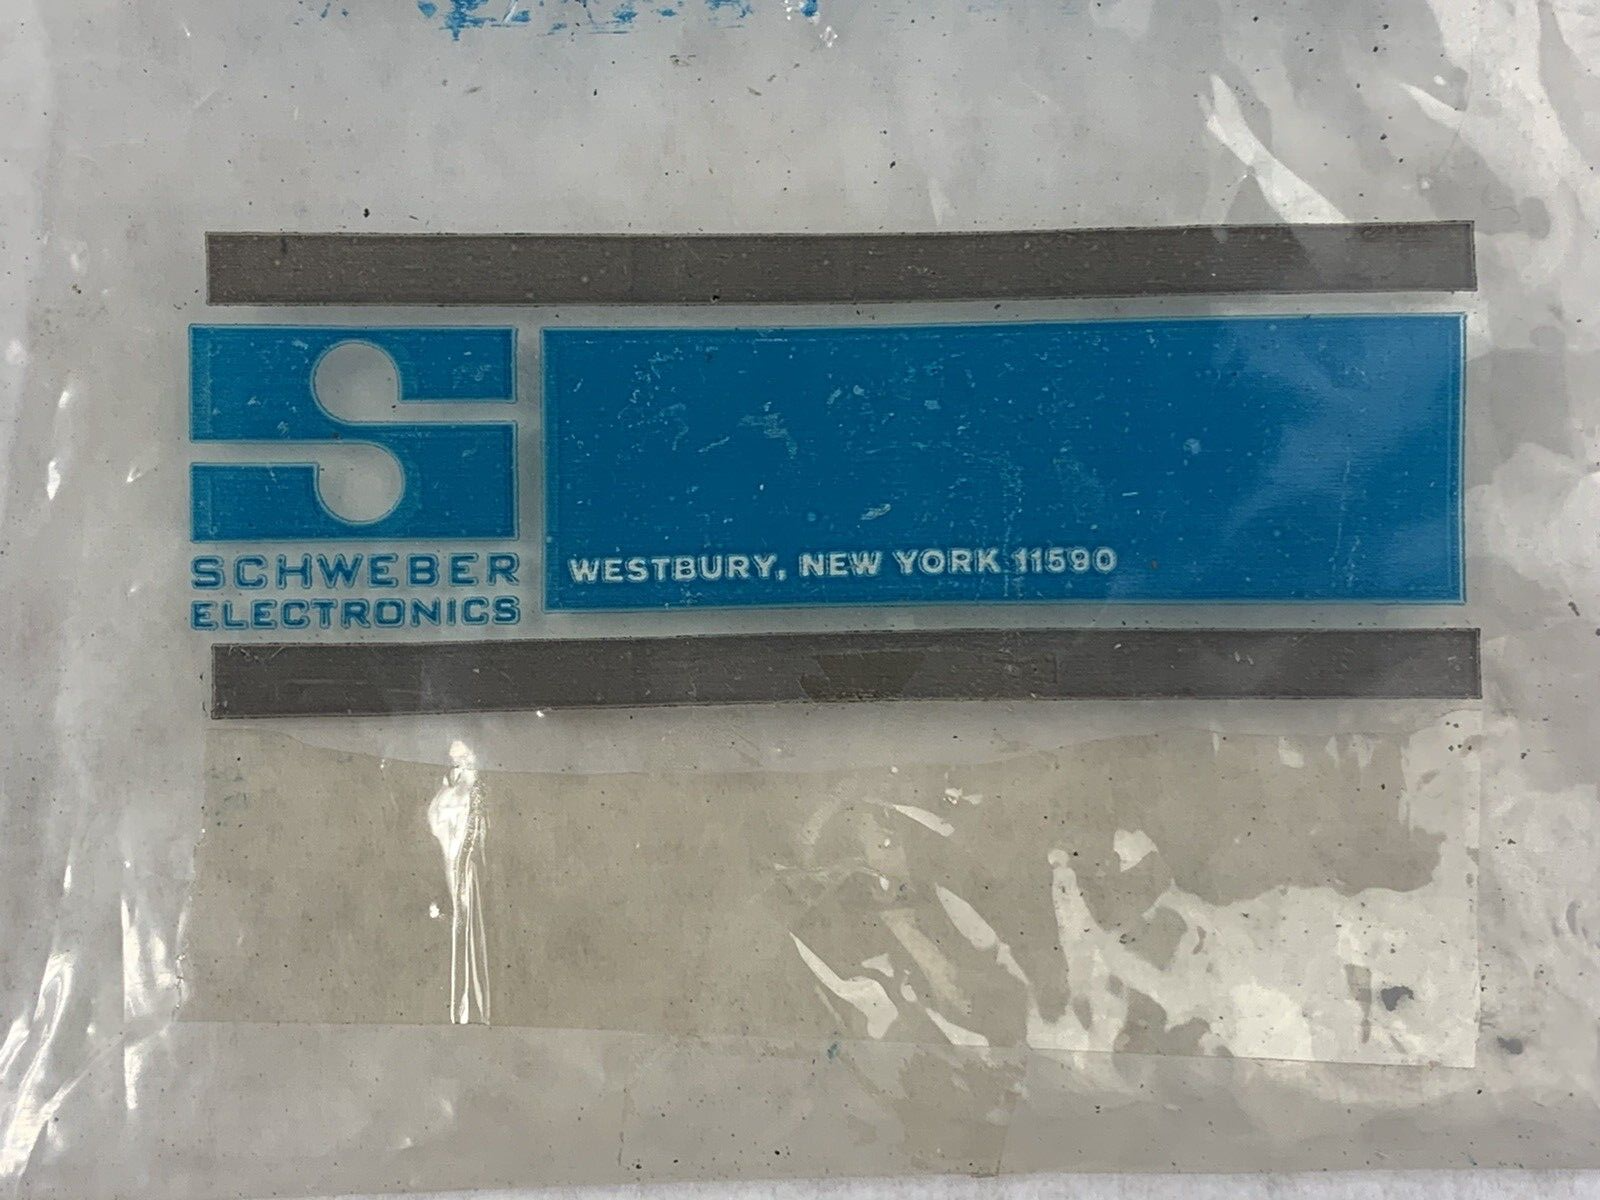 SCHWEBER
ELECTRONICS
WESTBURY, NEW YORK 11590